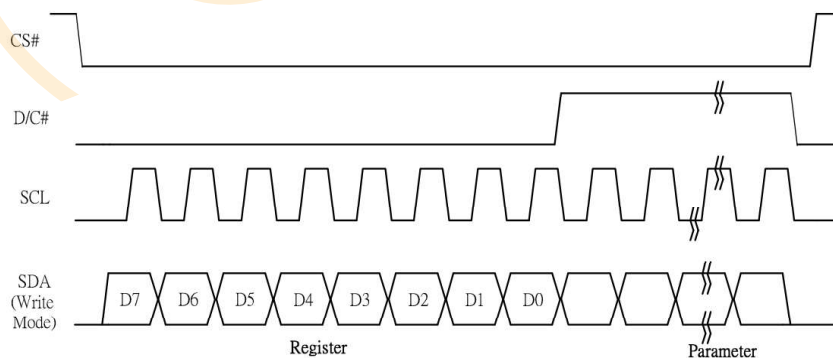 CS#
D/C#
SCL
SDA
(Write
Mode)
D7 D6 D5 D4 D3 D2 D1 D0
Register
Parameter